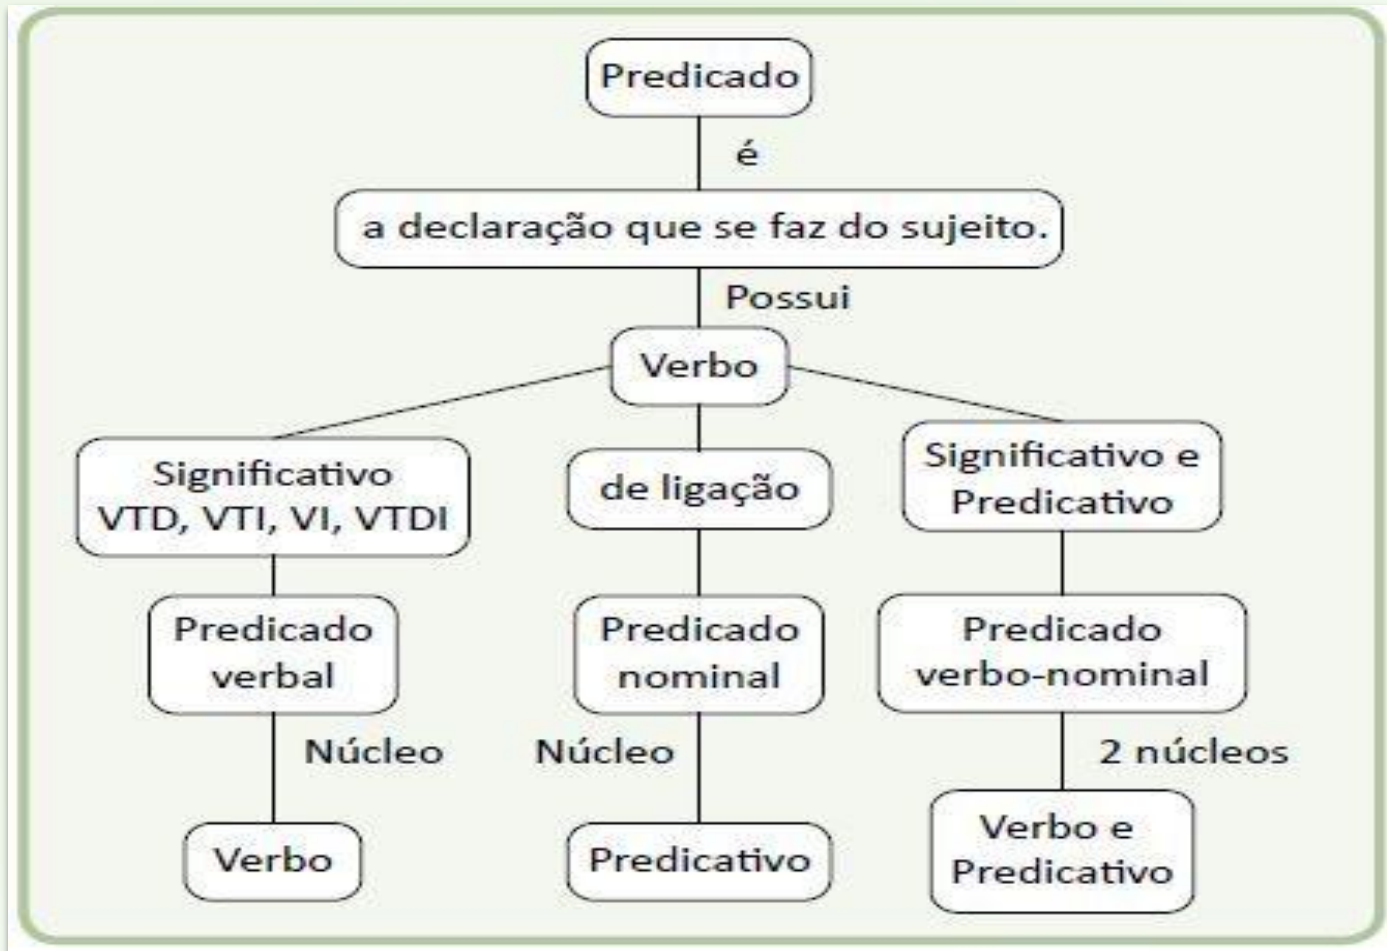 Predicado
é
a declaração que se faz do sujeito.
Possui
Verbo
Significativo
VTD, VTI, VI, VTDI
de ligação
Significativo e
Predicativo
Predicado
verbal
Predicado
nominal
Predicado
verbo-nominal
Núcleo
Núcleo
2 núcleos
Verbo
Predicativo
Verbo e
Predicativo